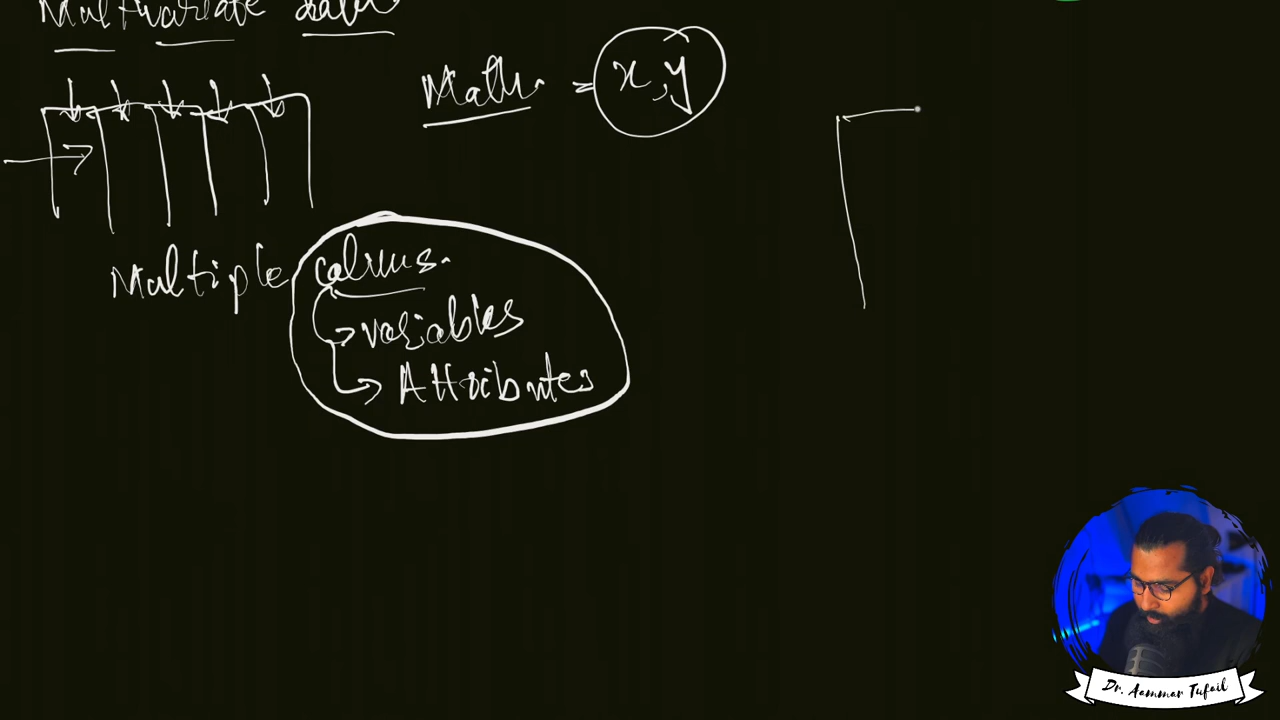 Multivariate data
Math. = x, y
Multiple colums.
→ variables
→ Attributes
Dr. Aammar Tufail